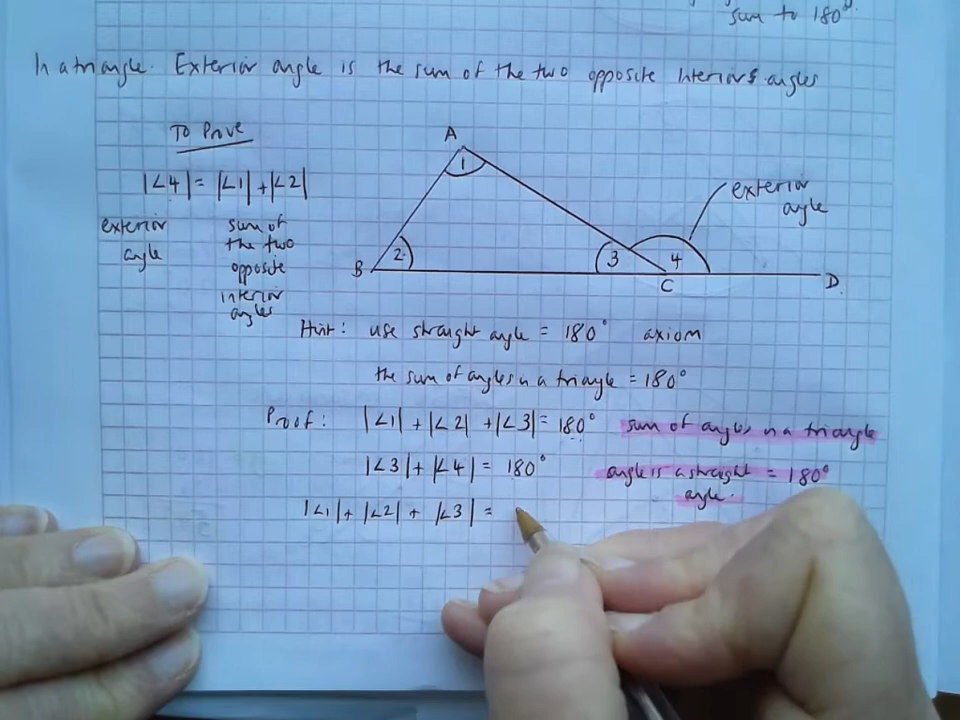 sum to 180°.
In a triangle. Exterior angle is the sum of the two opposite interiors angles
To Prove
|∠4| = |∠1| + |∠2|
exterior angle
sum of the two opposite interior angles
A
1
B
2
3
4
C
D.
exterior angle
Hint: use straight angle = 180° axiom
the sum of angles in a triangle = 180°
Proof: |∠1| + |∠2| + |∠3| = 180° sum of angles in a triangle
|∠3| + |∠4| = 180° angle is a straight = 180°
angle.
|∠1| + |∠2| + |∠3| =